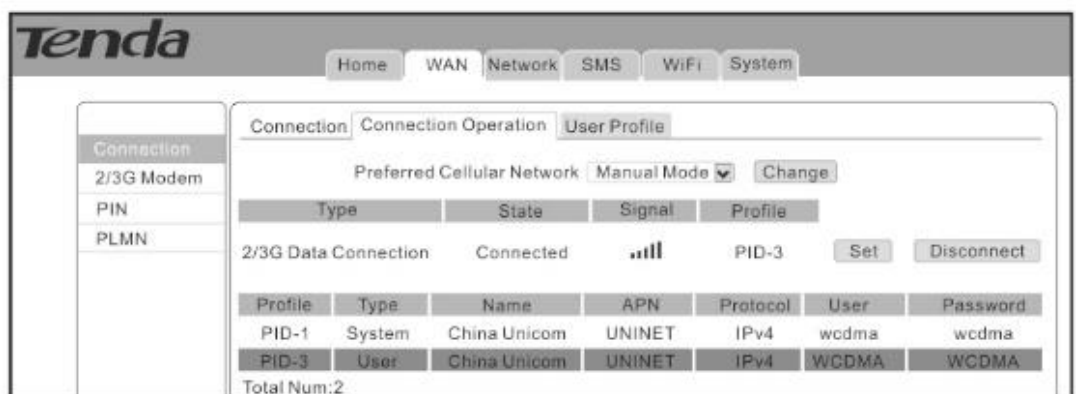 Tenda
Home WAN Network SMS WiFi System
Connection Connection Operation User Profile
Connection
2/3G Modem
PIN
PLMN
Preferred Cellular Network Manual Mode Change
Type State Signal Profile
2/3G Data Connection Connected PID-3 Set Disconnect
Profile Type Name APN Protocol User Password
PID-1 System China Unicom UNINET IPv4 wcdma wcdma
PID-3 User China Unicom UNINET IPv4 WCDMA WCDMA
Total Num:2